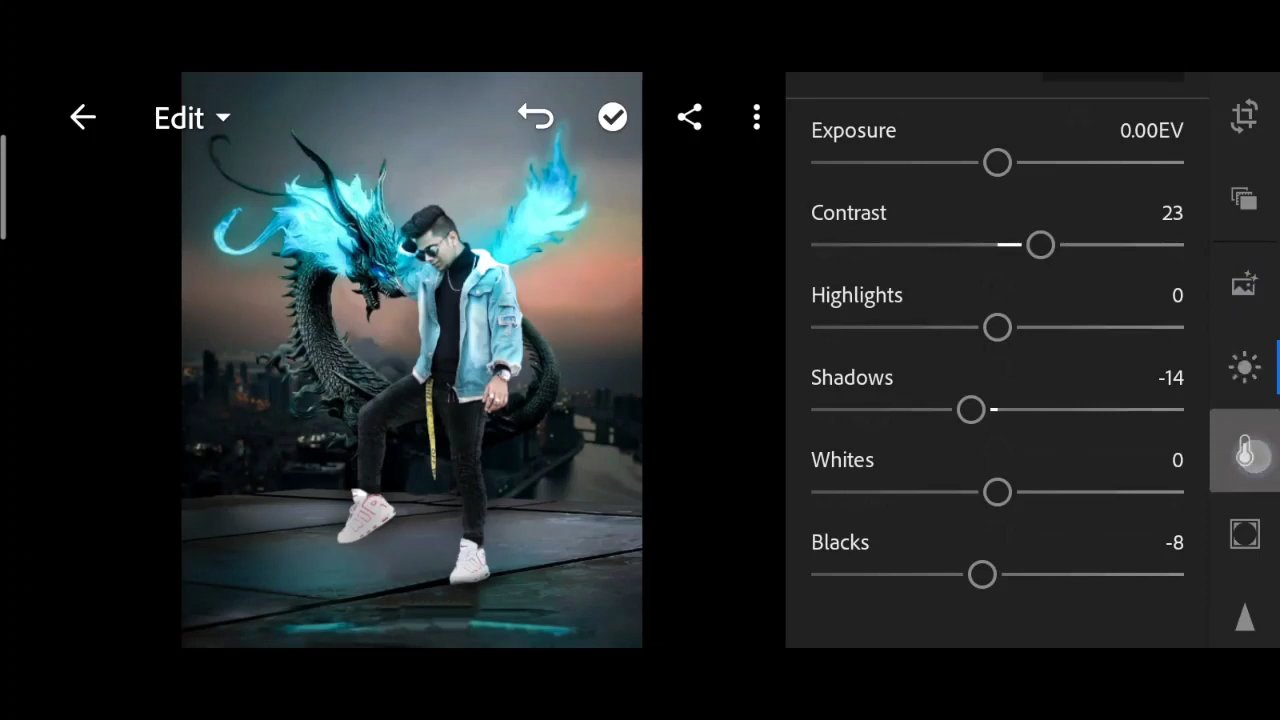 Edit
Exposure 0.00EV
Contrast 23
Highlights 0
Shadows -14
Whites 0
Blacks -8